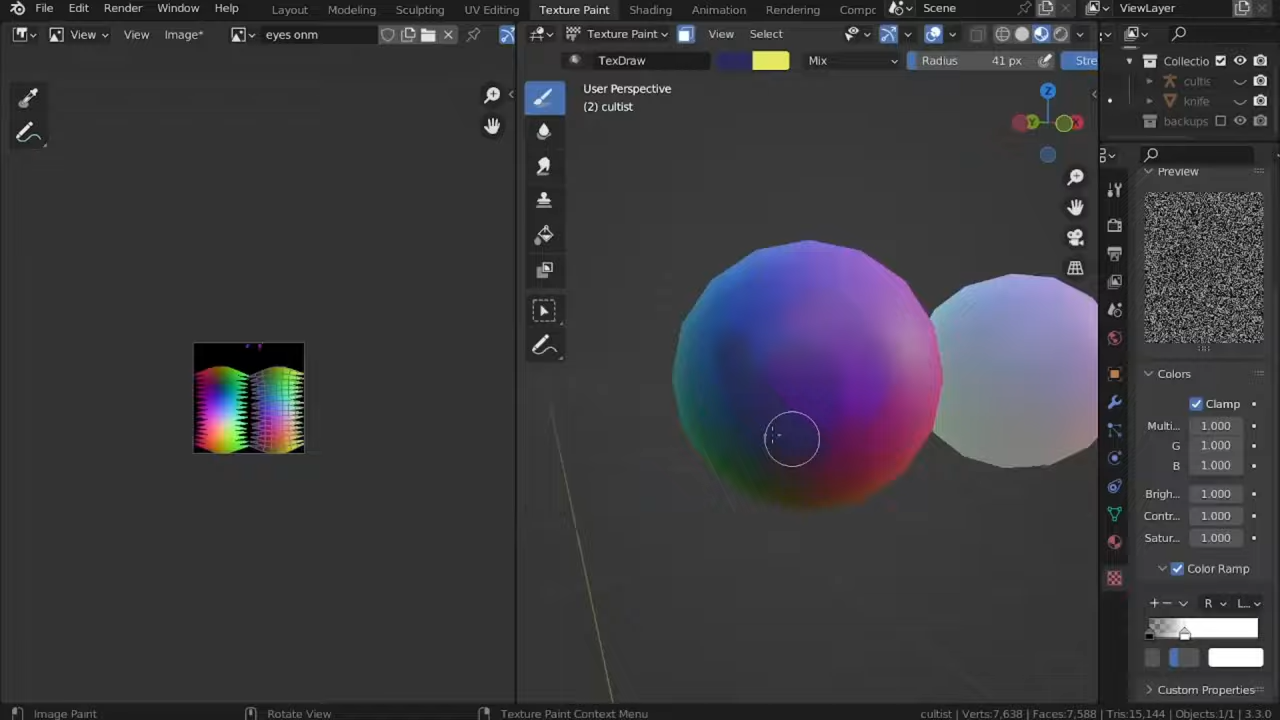 File Edit Render Window Help Layout Modeling Sculpting UV Editing Texture Paint Shading Animation Rendering Compc Scene ViewLayer
View View Image* eyes onm Texture Paint View Select
TexDraw Mix Radius 41 px Stre
User Perspective
(2) cultist
Z
Y
X
Collectio
cultis
knife
backups
Preview
Colors
Clamp
Multi... 1.000
G 1.000
B 1.000
Brigh... 1.000
Contr... 1.000
Satur... 1.000
Color Ramp
R L...
Custom Properties
Image Paint Rotate View Texture Paint Context Menu cultist | Verts:7,638 | Faces:7,588 | Tris:15,144 | Objects:1/1 | 3.3.0